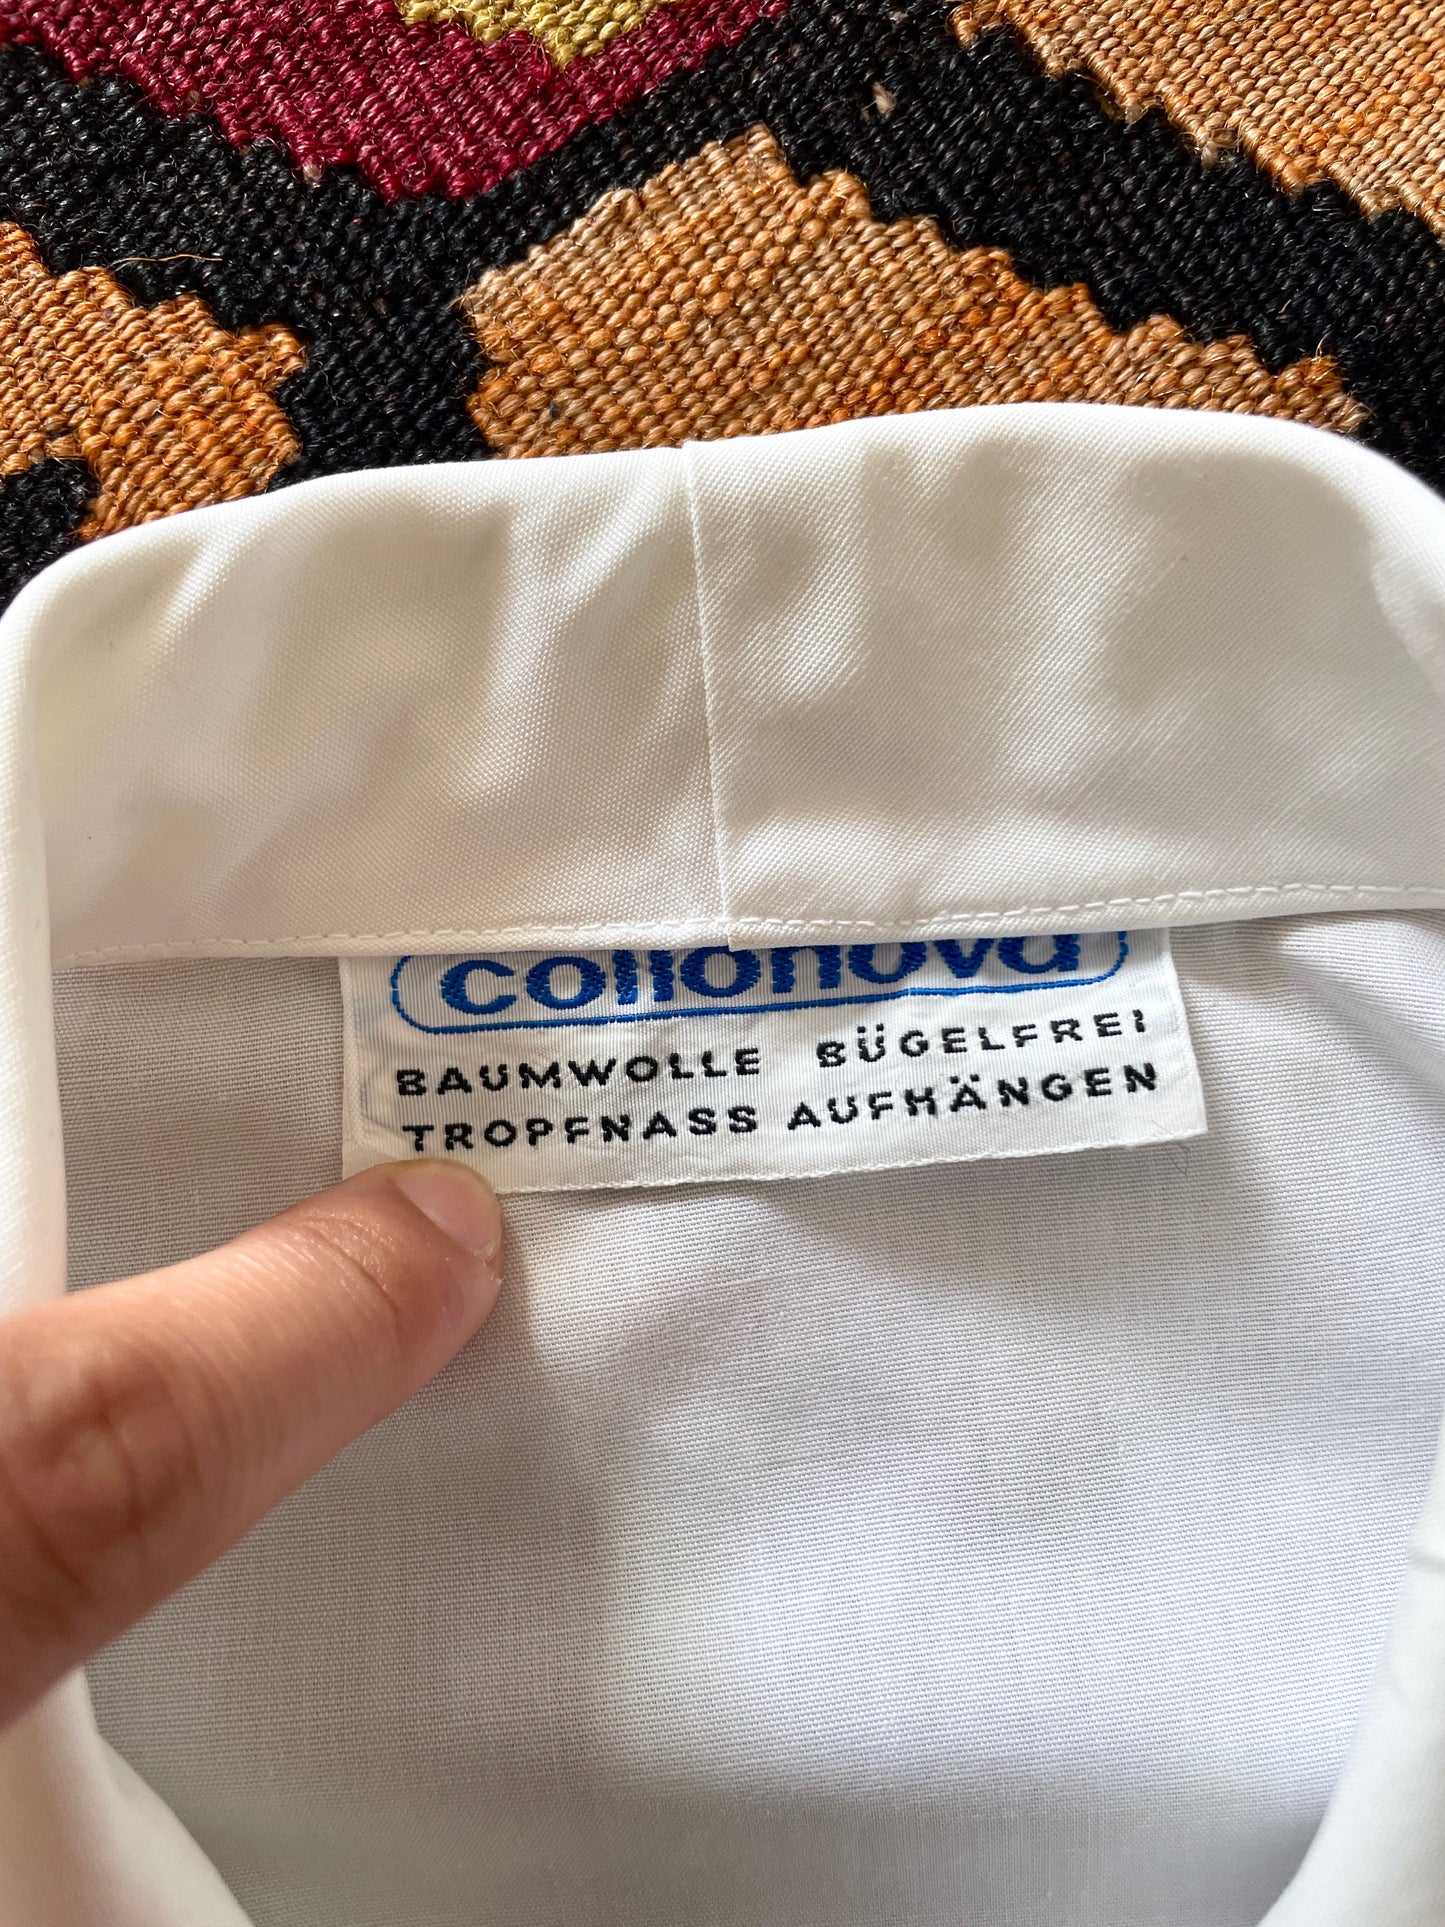 cottonova
BAUMWOLLE BÜGELFREI
TROPFNASS AUFHÄNGEN